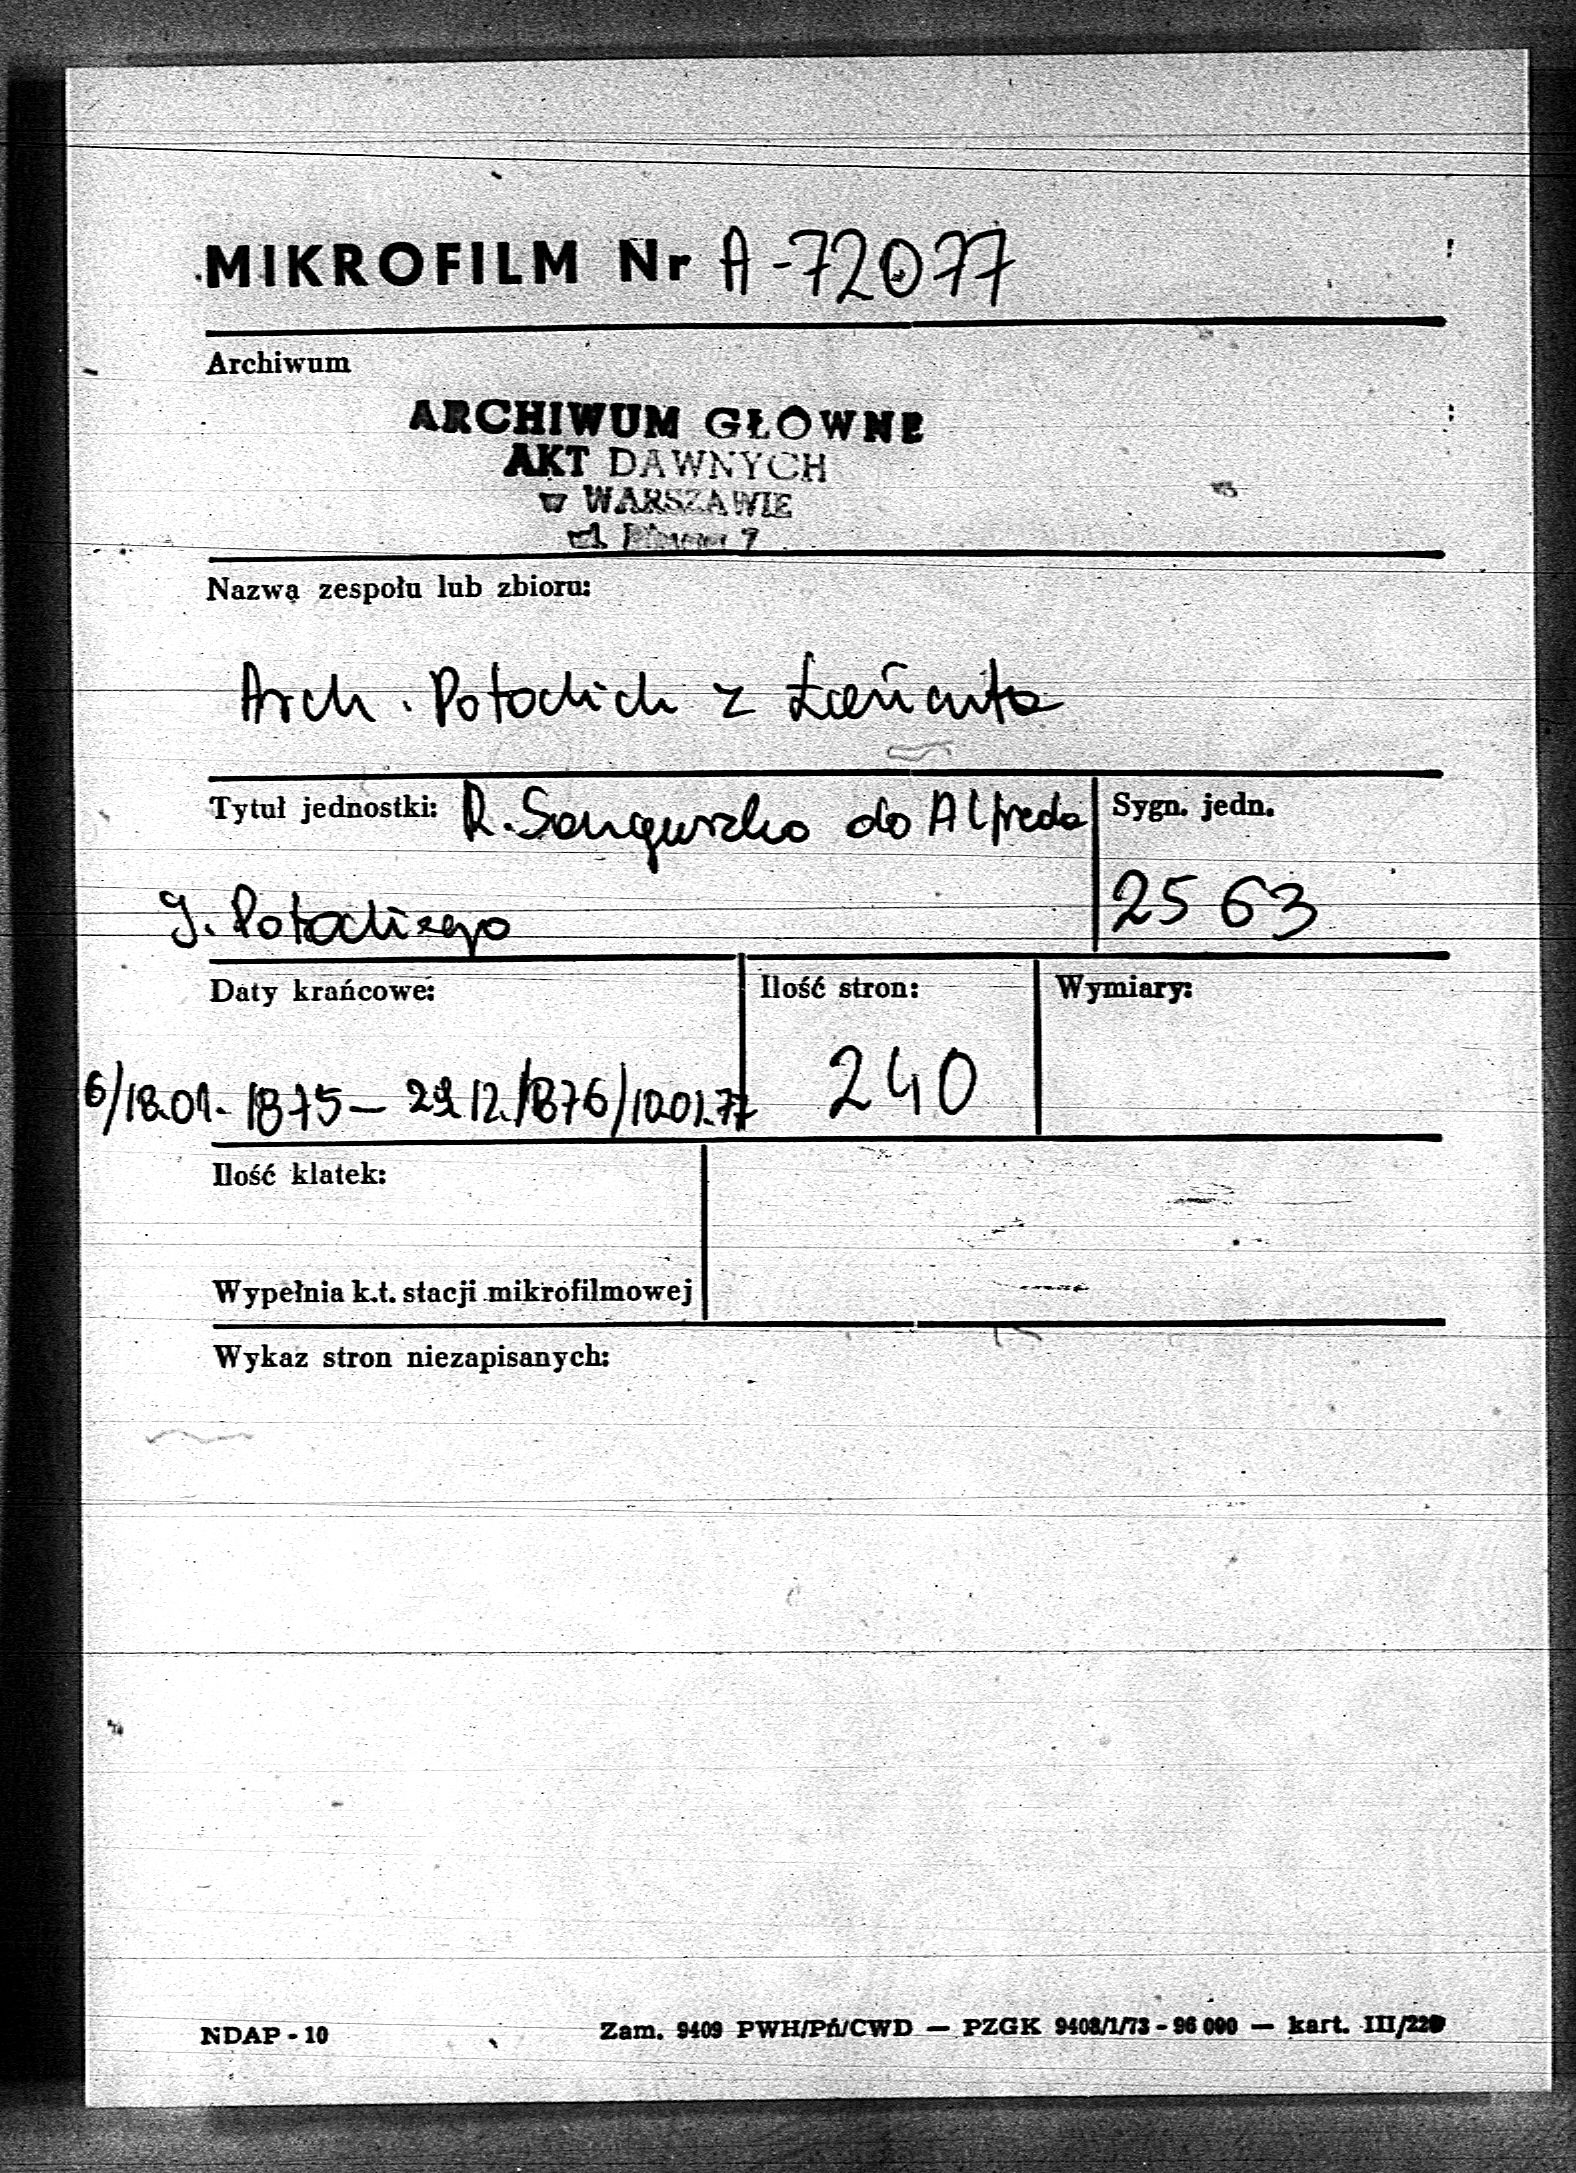 MIKROFILM Nr A-72077
Archiwum
ARCHIWUM GŁÓWNE
AKT DAWNYCH
w WARSZAWIE
ul. 7
Nazwą zespołu lub zbioru:
Arch. Potockich z Łańcuta
Tytuł jednostki: R. Sanguszko do Alfreda
J. Potockiego
Sygn. jedn.
2563
Daty krańcowe:
6/18.01.1875 – 29.12.1876/10.01.77
Ilość stron:
240
Wymiary:
Ilość klatek:
Wypełnia k.t. stacji mikrofilmowej
Wykaz stron niezapisanych:
NDAP - 10
Zam. 9409 PWH/Pń/CWD — PZGK 9408/1/73 - 96 000 — kart. III/220